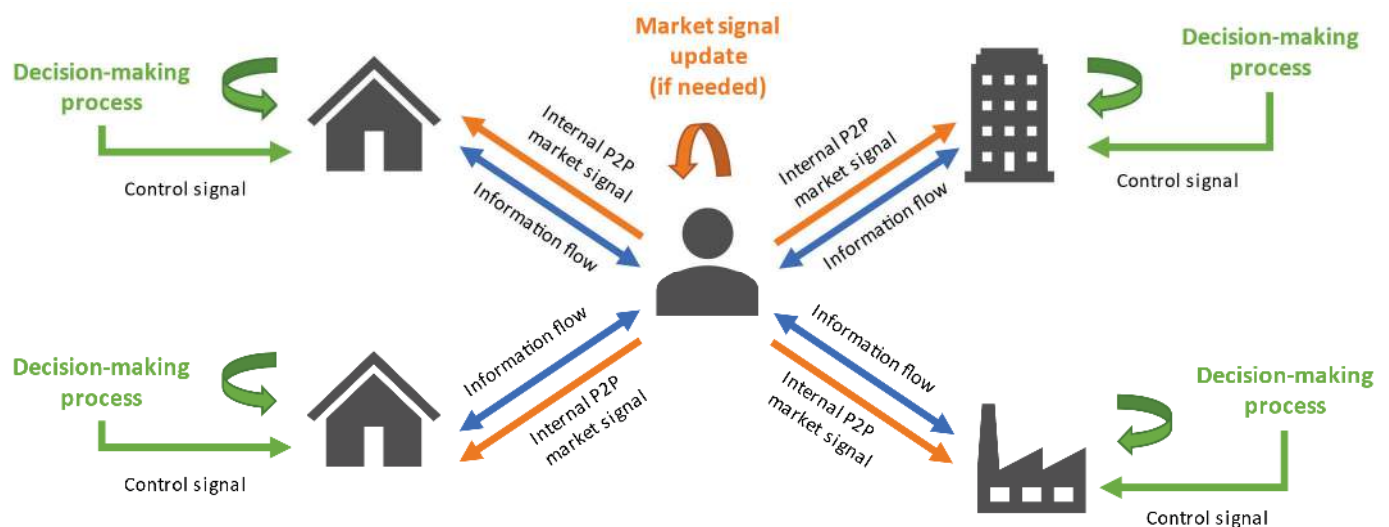 Market signal
update
(if needed)
Decision-making
process
Control signal
Internal P2P
market signal
Information flow
Internal P2P
market signal
Information flow
Decision-making
process
Control signal
Decision-making
process
Control signal
Information flow
Internal P2P
market signal
Information flow
Internal P2P
market signal
Decision-making
process
Control signal